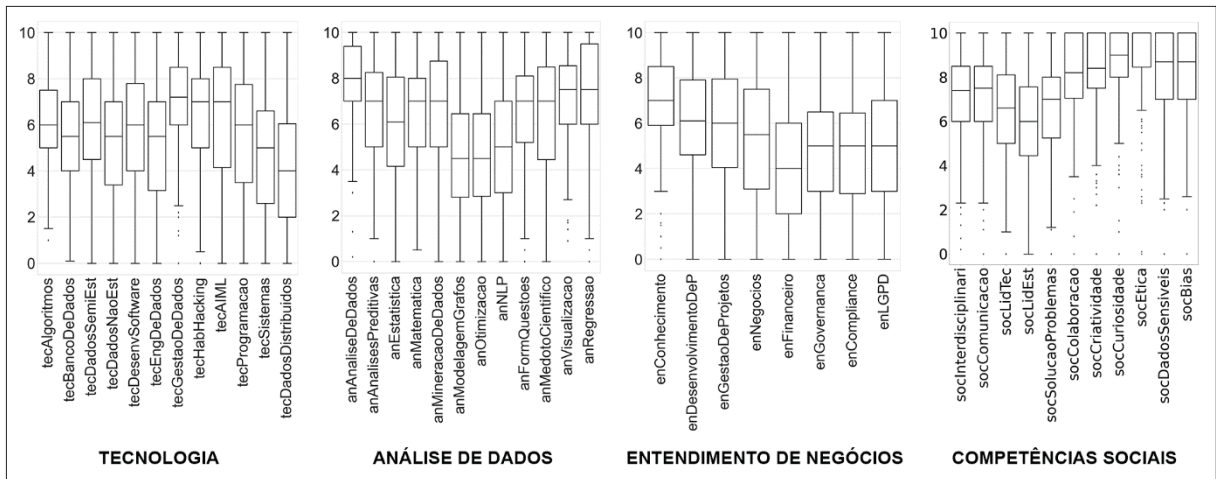 10
8
6
4
2
0
tecAlgoritmos
tecBancoDeDados
tecDadosSemiEst
tecDadosNaoEst
tecDesenvSoftware
tecEngDeDados
tecGestaoDeDados
tecHabHacking
tecAIML
tecProgramacao
tecSistemas
tecDadosDistribuidos
TECNOLOGIA
10
8
6
4
2
0
anAnaliseDeDados
anAnalisesPreditivas
anEstatistica
anMatematica
anMineracaoDeDados
anModelagemGrafos
anOtimizacao
anNLP
anFormQuestoes
anMedotoCientifico
anVisualizacao
anRegressao
ANÁLISE DE DADOS
10
8
6
4
2
0
enConhecimento
enDesenvolvimentoDeP
enGestaoDeProjetos
enNegocios
enFinanceiro
enGovernanca
enCompliance
enLGPD
ENTENDIMENTO DE NEGÓCIOS
10
8
6
4
2
0
socInterdisciplinari
socComunicacao
socLidTec
socLidEst
socSolucaoProblemas
socColaboracao
socCriatividade
socCuriosidade
socEtica
socDadosSensiveis
socBias
COMPETÊNCIAS SOCIAIS